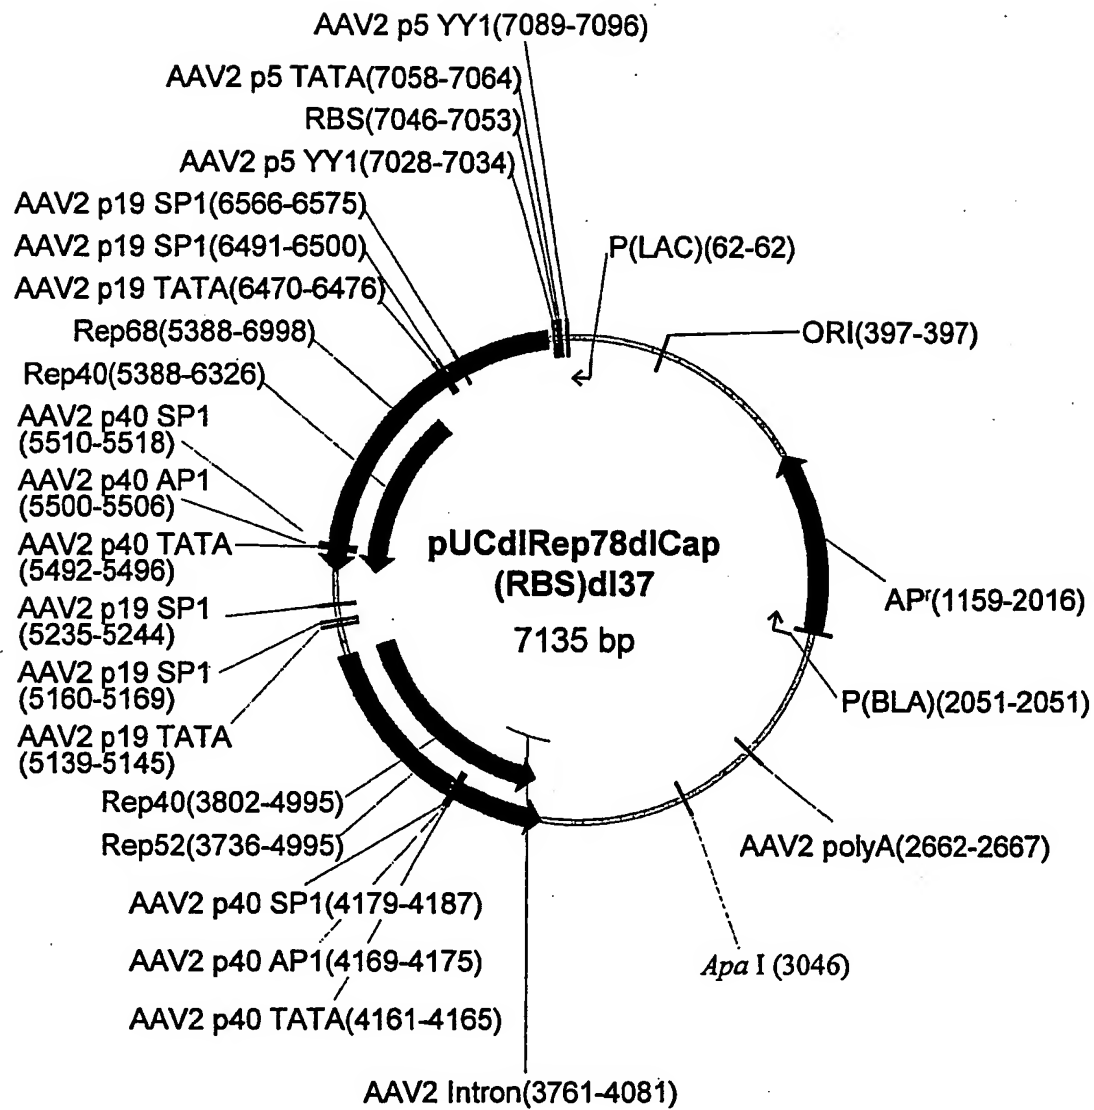 AAV2 p5 YY1(7089-7096)
AAV2 p5 TATA(7058-7064)
RBS(7046-7053)
AAV2 p5 YY1(7028-7034)
AAV2 p19 SP1(6566-6575)
AAV2 p19 SP1(6491-6500)
AAV2 p19 TATA(6470-6476)
Rep68(5388-6998)
Rep40(5388-6326)
AAV2 p40 SP1
(5510-5518)
AAV2 p40 AP1
(5500-5506)
AAV2 p40 TATA
(5492-5496)
AAV2 p19 SP1
(5235-5244)
AAV2 p19 SP1
(5160-5169)
AAV2 p19 TATA
(5139-5145)
Rep40(3802-4995)
Rep52(3736-4995)
AAV2 p40 SP1(4179-4187)
AAV2 p40 AP1(4169-4175)
AAV2 p40 TATA(4161-4165)
AAV2 Intron(3761-4081)
P(LAC)(62-62)
ORI(397-397)
APr(1159-2016)
P(BLA)(2051-2051)
AAV2 polyA(2662-2667)
Apa I (3046)
pUCdlRep78dlCap
(RBS)dl37
7135 bp